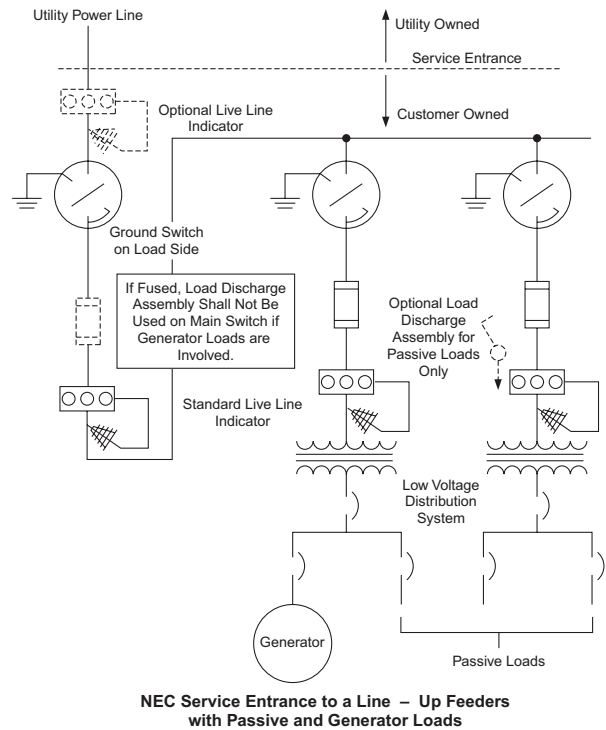 Utility Power Line
Utility Owned
Service Entrance
Customer Owned
Optional Live Line
Indicator
Ground Switch
on Load Side
If Fused, Load Discharge
Assembly Shall Not Be
Used on Main Switch if
Generator Loads are
Involved.
Optional Load
Discharge
Assembly for
Passive Loads
Only
Standard Live Line
Indicator
Low Voltage
Distribution
System
Generator
Passive Loads
NEC Service Entrance to a Line – Up Feeders
with Passive and Generator Loads